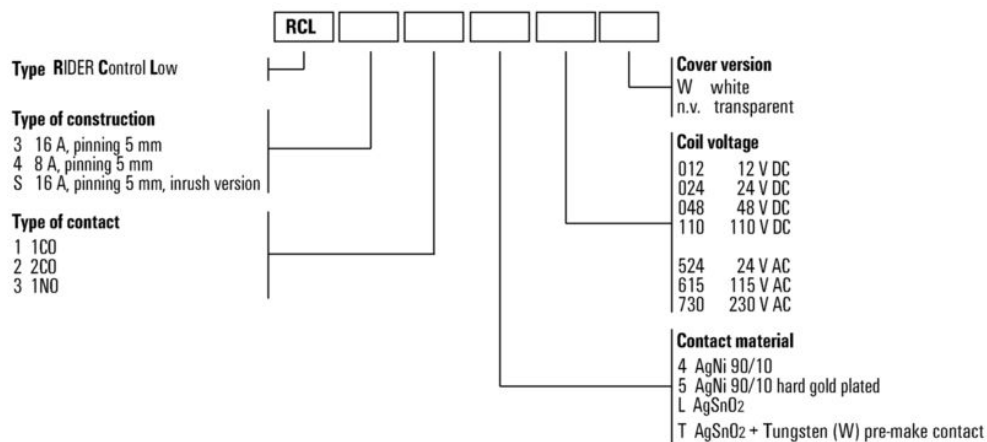 RCL
Type RIDER Control Low
Type of construction
3 16 A, pinning 5 mm
4 8 A, pinning 5 mm
S 16 A, pinning 5 mm, inrush version
Type of contact
1 1CO
2 2CO
3 1NO
Cover version
W white
n.v. transparent
Coil voltage
012 12 V DC
024 24 V DC
048 48 V DC
110 110 V DC
524 24 V AC
615 115 V AC
730 230 V AC
Contact material
4 AgNi 90/10
5 AgNi 90/10 hard gold plated
L AgSnO2
T AgSnO2 + Tungsten (W) pre-make contact